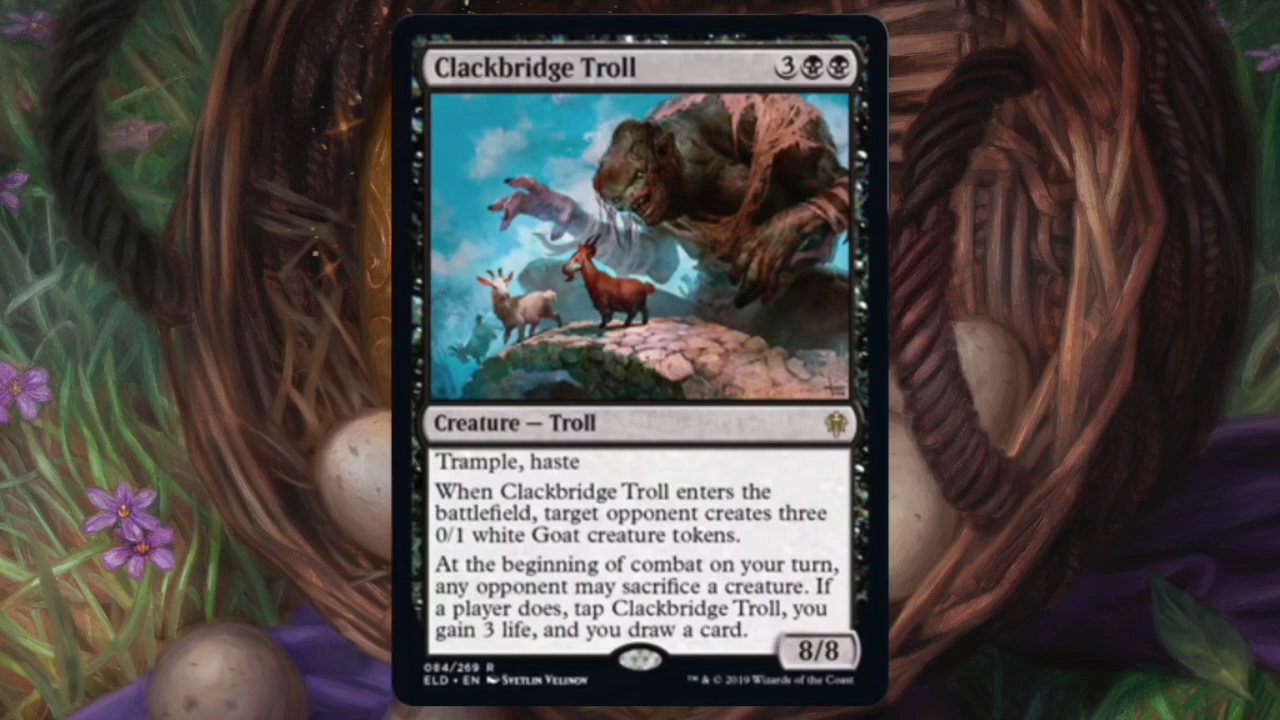 Clackbridge Troll 3
Creature — Troll
Trample, haste
When Clackbridge Troll enters the
battlefield, target opponent creates three
0/1 white Goat creature tokens.
At the beginning of combat on your turn,
any opponent may sacrifice a creature. If
a player does, tap Clackbridge Troll, you
gain 3 life, and you draw a card.
8/8
084/269 R
ELD • EN Svetlin Velinov
™ & © 2019 Wizards of the Coast